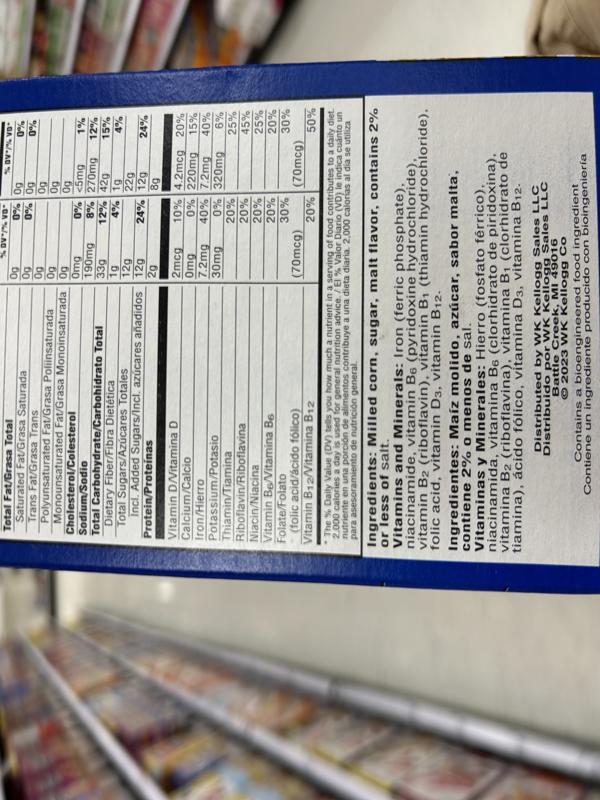 % DV*/% VD* % DV*/% VD*
Total Fat/Grasa Total 0g 0% 0g 0%
Saturated Fat/Grasa Saturada 0g 0% 0g 0%
Trans Fat/Grasa Trans 0g 0g
Polyunsaturated Fat/Grasa Poliinsaturada 0g 0g
Monounsaturated Fat/Grasa Monoinsaturada 0g 0g
Cholesterol/Colesterol 0mg 0% <5mg 1%
Sodium/Sodio 190mg 8% 270mg 12%
Total Carbohydrate/Carbohidrato Total 33g 12% 42g 15%
Dietary Fiber/Fibra Dietética 1g 4% 1g 4%
Total Sugars/Azúcares Totales 12g 22g
Incl. Added Sugars/Incl. azúcares añadidos 12g 24% 12g 24%
Protein/Proteínas 2g 8g
Vitamin D/Vitamina D 2mcg 10% 4.2mcg 20%
Calcium/Calcio 0mg 0% 220mg 15%
Iron/Hierro 7.2mg 40% 7.2mg 40%
Potassium/Potasio 30mg 0% 320mg 6%
Thiamin/Tiamina 20% 25%
Riboflavin/Riboflavina 20% 45%
Niacin/Niacina 20% 25%
Vitamin B6/Vitamina B6 20% 20%
Folate/Folato 30% 30%
(folic acid/ácido fólico) (70mcg) (70mcg)
Vitamin B12/Vitamina B12 20% 50%
* The % Daily Value (DV) tells you how much a nutrient in a serving of food contributes to a daily diet.
2,000 calories a day is used for general nutrition advice. / El % Valor Diario (VD) le indica cuánto un
nutriente en una porción de alimentos contribuye a una dieta diaria. 2,000 calorías al día se utiliza
para asesoramiento de nutrición general.
Ingredients: Milled corn, sugar, malt flavor, contains 2%
or less of salt.
Vitamins and Minerals: Iron (ferric phosphate),
niacinamide, vitamin B6 (pyridoxine hydrochloride),
vitamin B2 (riboflavin), vitamin B1 (thiamin hydrochloride),
folic acid, vitamin D3, vitamin B12.
Ingredientes: Maíz molido, azúcar, sabor malta,
contiene 2% o menos de sal.
Vitaminas y Minerales: Hierro (fosfato férrico),
niacinamida, vitamina B6 (clorhidrato de piridoxina),
vitamina B2 (riboflavina), vitamina B1 (clorhidrato de
tiamina), ácido fólico, vitamina D3, vitamina B12.
Distributed by WK Kellogg Sales LLC
Distribuido por WK Kellogg Sales LLC
Battle Creek, MI 49016
© 2023 WK Kellogg Co
Contains a bioengineered food ingredient
Contiene un ingrediente producido con bioingeniería